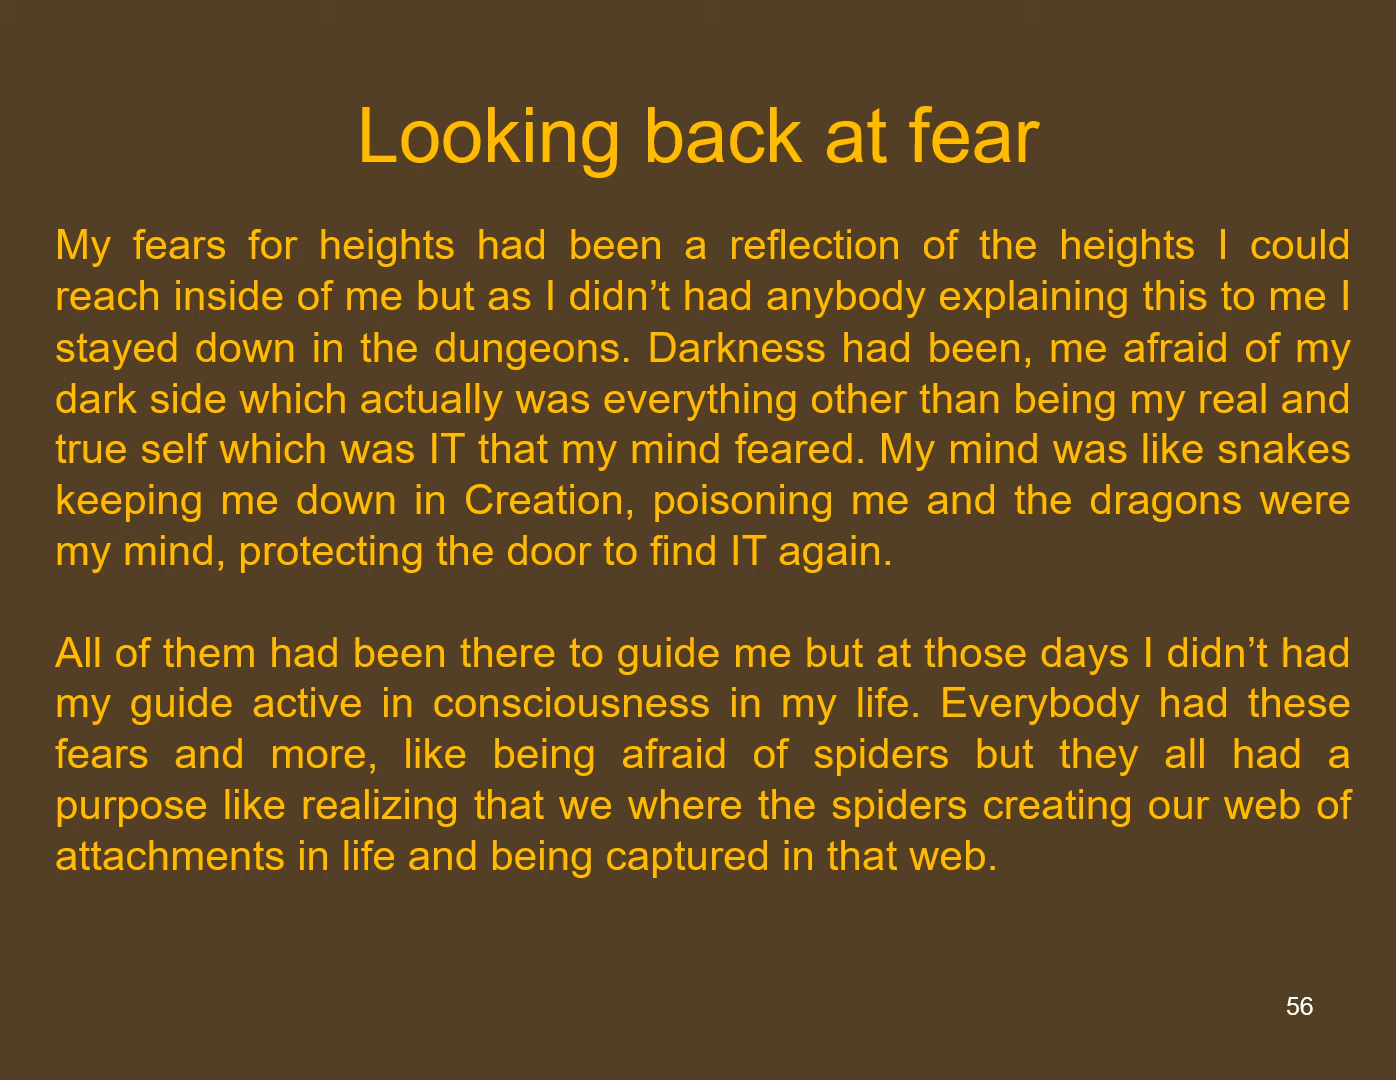 Looking back at fear
My fears for heights had been a reflection of the heights I could
reach inside of me but as I didn’t had anybody explaining this to me I
stayed down in the dungeons. Darkness had been, me afraid of my
dark side which actually was everything other than being my real and
true self which was IT that my mind feared. My mind was like snakes
keeping me down in Creation, poisoning me and the dragons were
my mind, protecting the door to find IT again.
All of them had been there to guide me but at those days I didn’t had
my guide active in consciousness in my life. Everybody had these
fears and more, like being afraid of spiders but they all had a
purpose like realizing that we where the spiders creating our web of
attachments in life and being captured in that web.
56